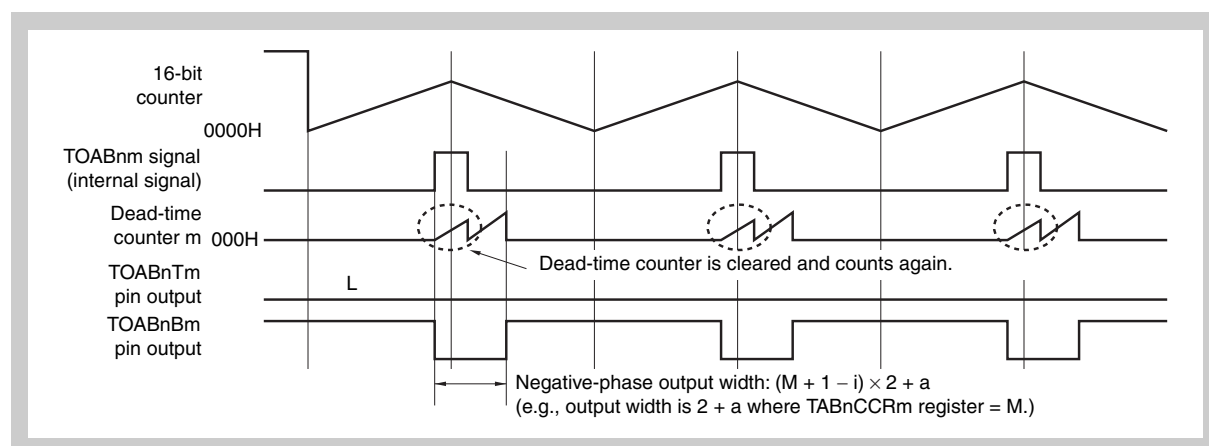 16-bit
counter
0000H
TOABnm signal
(internal signal)
Dead-time
counter m 000H
Dead-time counter is cleared and counts again.
TOABnTm
pin output
L
TOABnBm
pin output
Negative-phase output width: (M + 1 − i) × 2 + a
(e.g., output width is 2 + a where TABnCCRm register = M.)